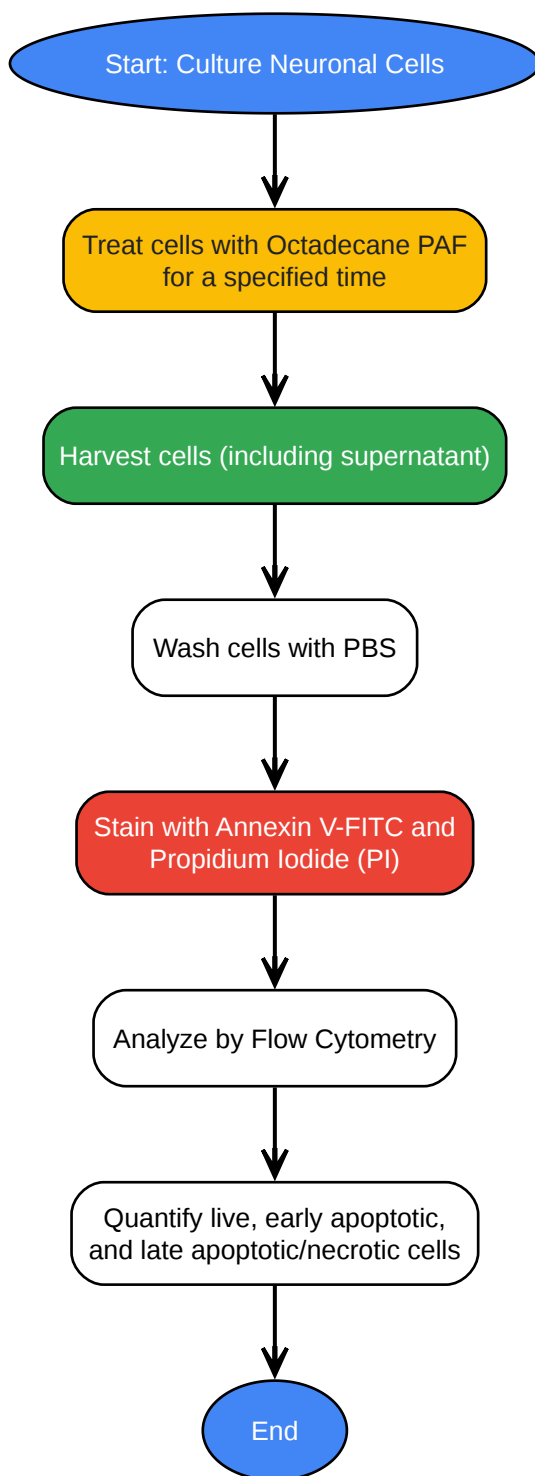 Start: Culture Neuronal Cells
Treat cells with Octadecane PAF
for a specified time
Harvest cells (including supernatant)
Wash cells with PBS
Stain with Annexin V-FITC and
Propidium Iodide (PI)
Analyze by Flow Cytometry
Quantify live, early apoptotic,
and late apoptotic/necrotic cells
End